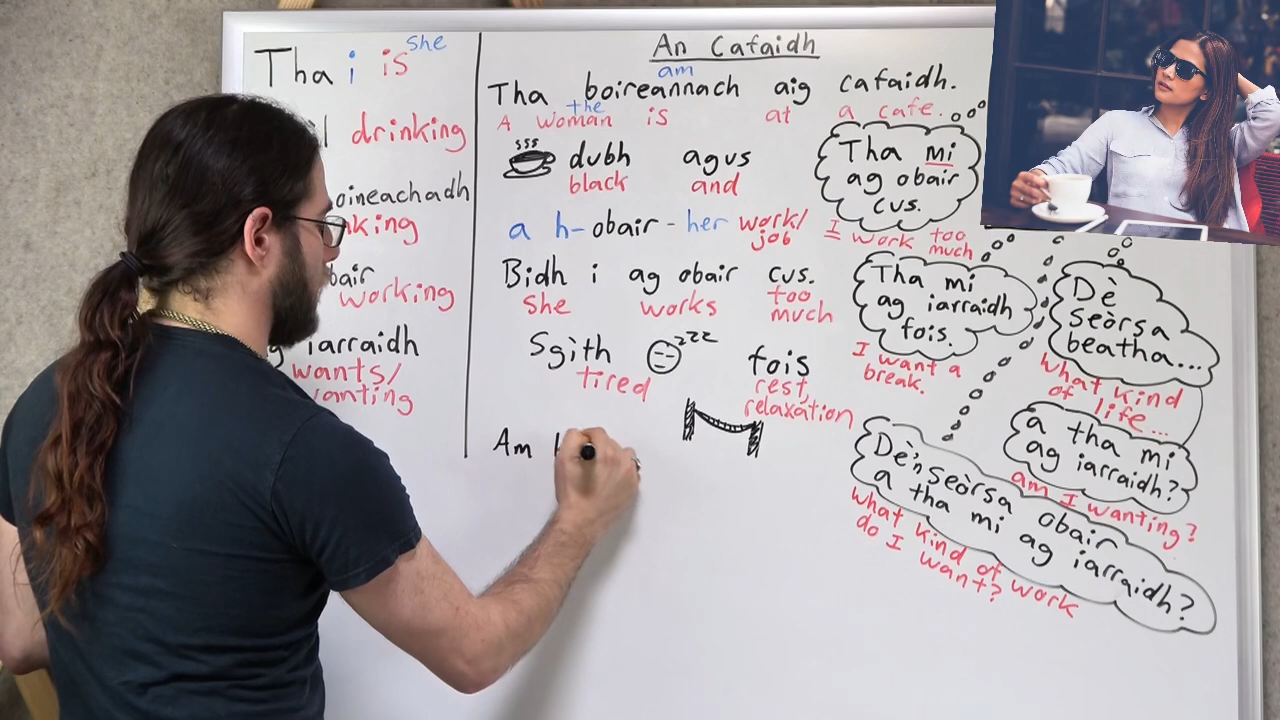 Tha i is she
drinking
oineachadh
nking
bair
working
iarraidh
wants/
wanting
An Cafaidh
am
Tha boireannach aig cafaidh.
the
A woman is at a cafe.
sss
dubh agus
black and
a h-obair - her work/
job
Bidh i ag obair cus.
She works too
much
Sgìth zzz fois
tired rest,
relaxation
Am
Tha mi
ag obair
cus.
I work too
much
Tha mi
ag iarraidh
fois.
I want a
break.
Dè
seòrsa
beatha...
what kind
of life...
a tha mi
ag iarraidh?
am I wanting?
Dè'n seòrsa obair
a tha mi ag iarraidh?
what kind of work
do I want?